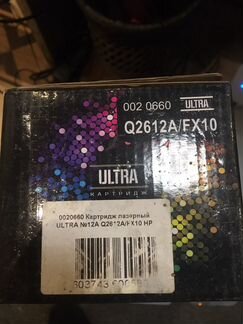 002 0660 ULTRA
Q2612A/FX10
ULTRA
КАРТРИДЖ
0020660 Картридж лазерный
ULTRA №12A Q2612A/FX10 HP